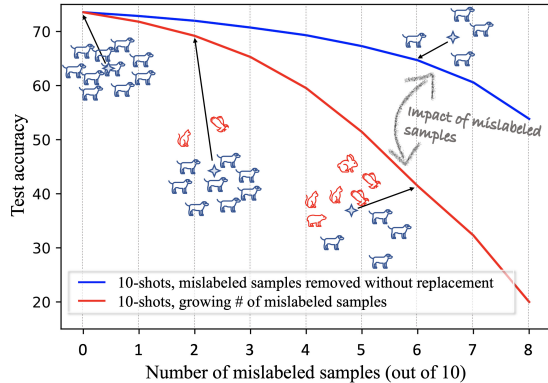 70
60
50
40
30
20
Test accuracy
Impact of mislabeled
samples
10-shots, mislabeled samples removed without replacement
10-shots, growing # of mislabeled samples
0 1 2 3 4 5 6 7 8
Number of mislabeled samples (out of 10)